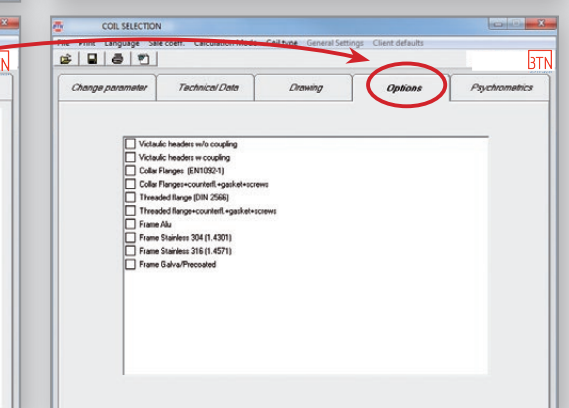 COIL SELECTION
File Print Language Sale coeff. Calculation Mode Coil type General Settings Client defaults
BTN
Change parameter Technical Data Drawing Options Psychrometrics
Victaulic headers w/o coupling
Victaulic headers w coupling
Collar Flanges (EN1092-1)
Collar Flanges+counterfl.+gasket+screws
Threaded flange (DIN 2566)
Threaded flange+counterfl.+gasket+screws
Frame Alu
Frame Stainless 304 (1.4301)
Frame Stainless 316 (1.4571)
Frame Galva/Precoated